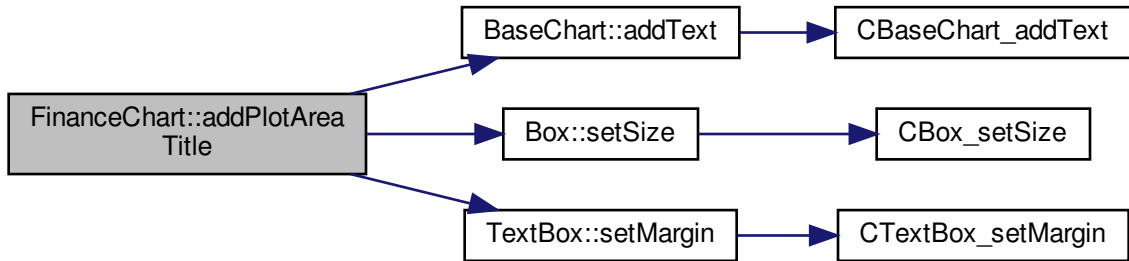 BaseChart::addText
CBaseChart_addText
FinanceChart::addPlotArea
Title
Box::setSize
CBox_setSize
TextBox::setMargin
CTextBox_setMargin